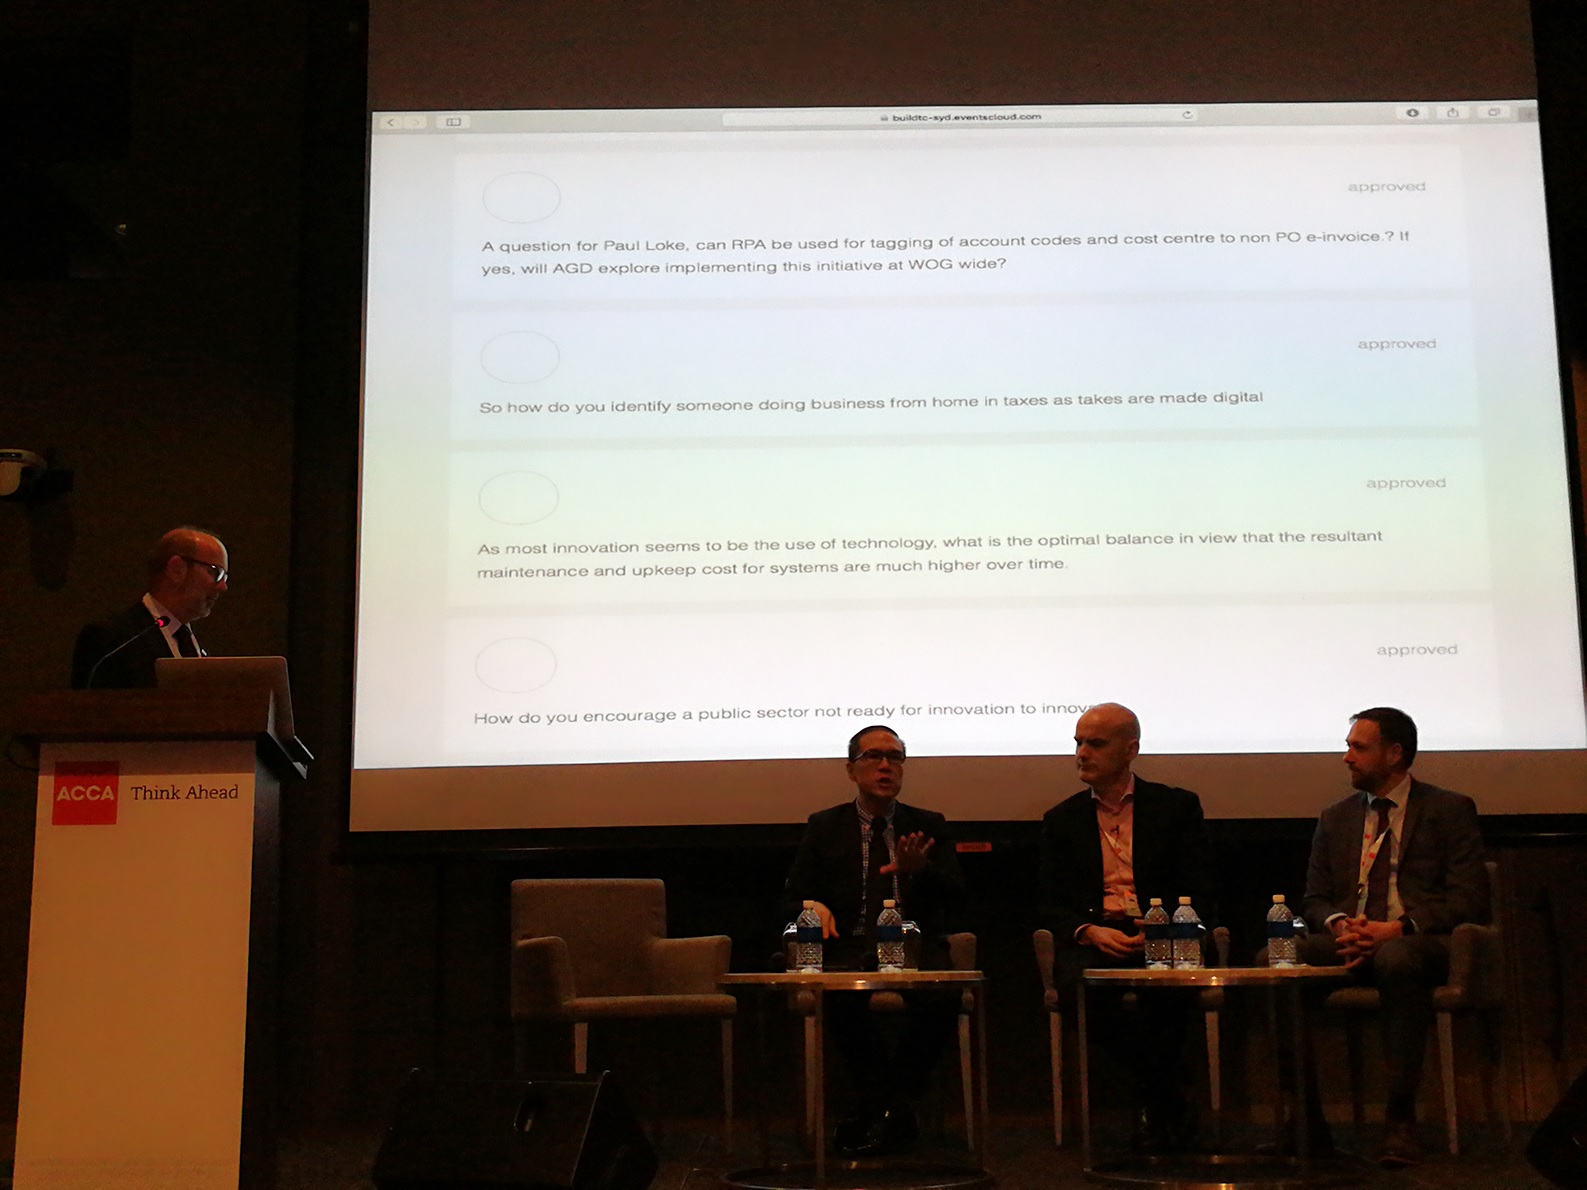 buildtc-syd.eventscloud.com
approved
A question for Paul Loke, can RPA be used for tagging of account codes and cost centre to non PO e-invoice.? If
yes, will AGD explore implementing this initiative at WOG wide?
approved
So how do you identify someone doing business from home in taxes as takes are made digital
approved
As most innovation seems to be the use of technology, what is the optimal balance in view that the resultant
maintenance and upkeep cost for systems are much higher over time.
approved
How do you encourage a public sector not ready for innovation to
ACCA Think Ahead